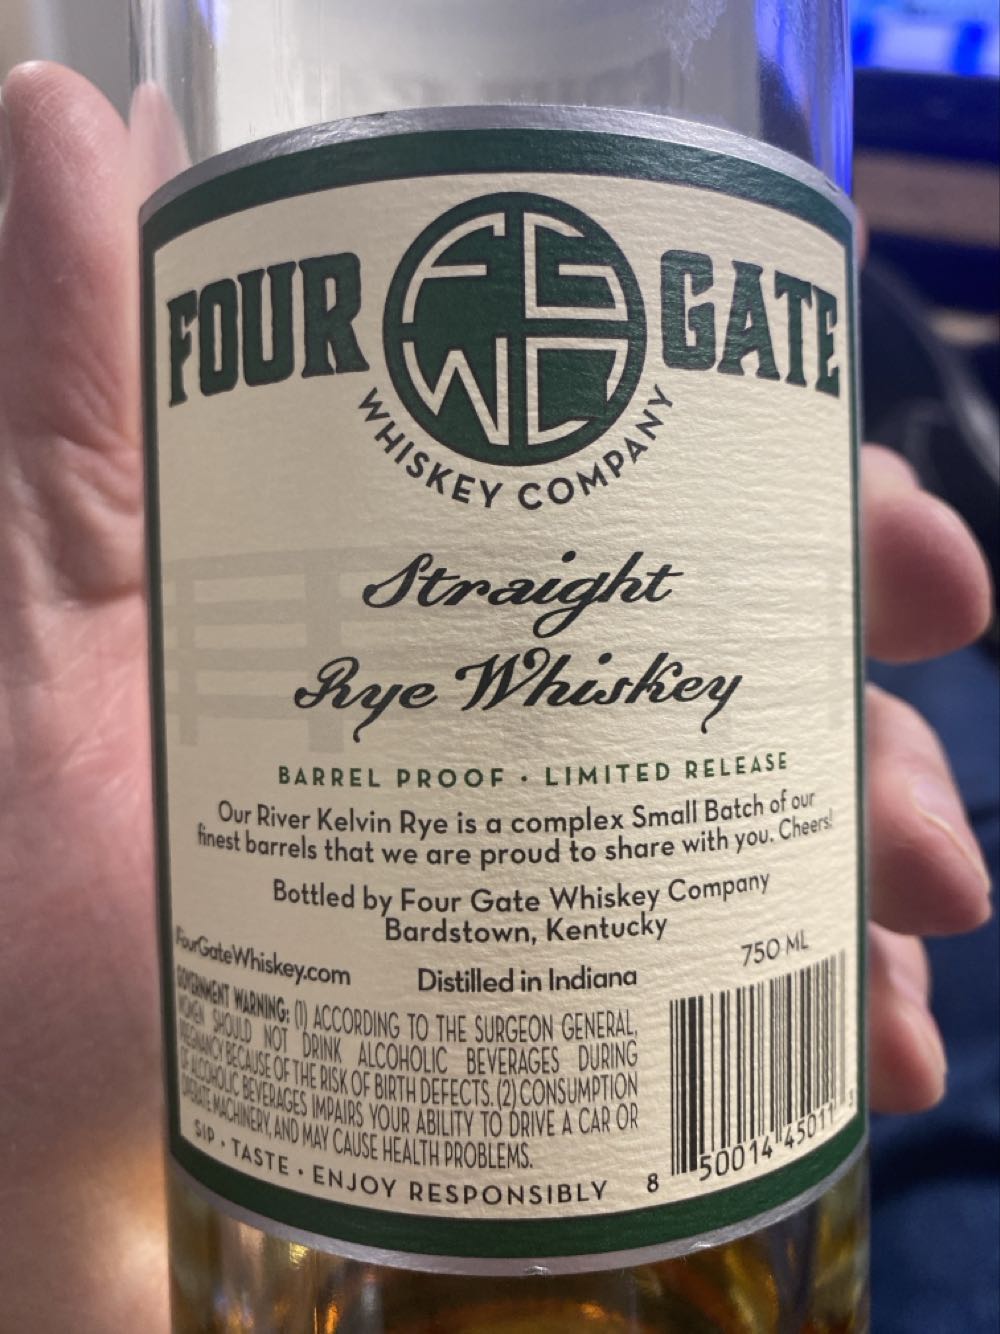 FOUR GATE
FG
WC
WHISKEY COMPANY
Straight
Rye Whiskey
BARREL PROOF · LIMITED RELEASE
Our River Kelvin Rye is a complex Small Batch of our
finest barrels that we are proud to share with you. Cheers!
Bottled by Four Gate Whiskey Company
Bardstown, Kentucky
FourGateWhiskey.com
Distilled in Indiana
750 ML
GOVERNMENT WARNING: (1) ACCORDING TO THE SURGEON GENERAL,
WOMEN SHOULD NOT DRINK ALCOHOLIC BEVERAGES DURING
PREGNANCY BECAUSE OF THE RISK OF BIRTH DEFECTS. (2) CONSUMPTION
OF ALCOHOLIC BEVERAGES IMPAIRS YOUR ABILITY TO DRIVE A CAR OR
OPERATE MACHINERY, AND MAY CAUSE HEALTH PROBLEMS.
SIP · TASTE · ENJOY RESPONSIBLY
8 50014 45011 3